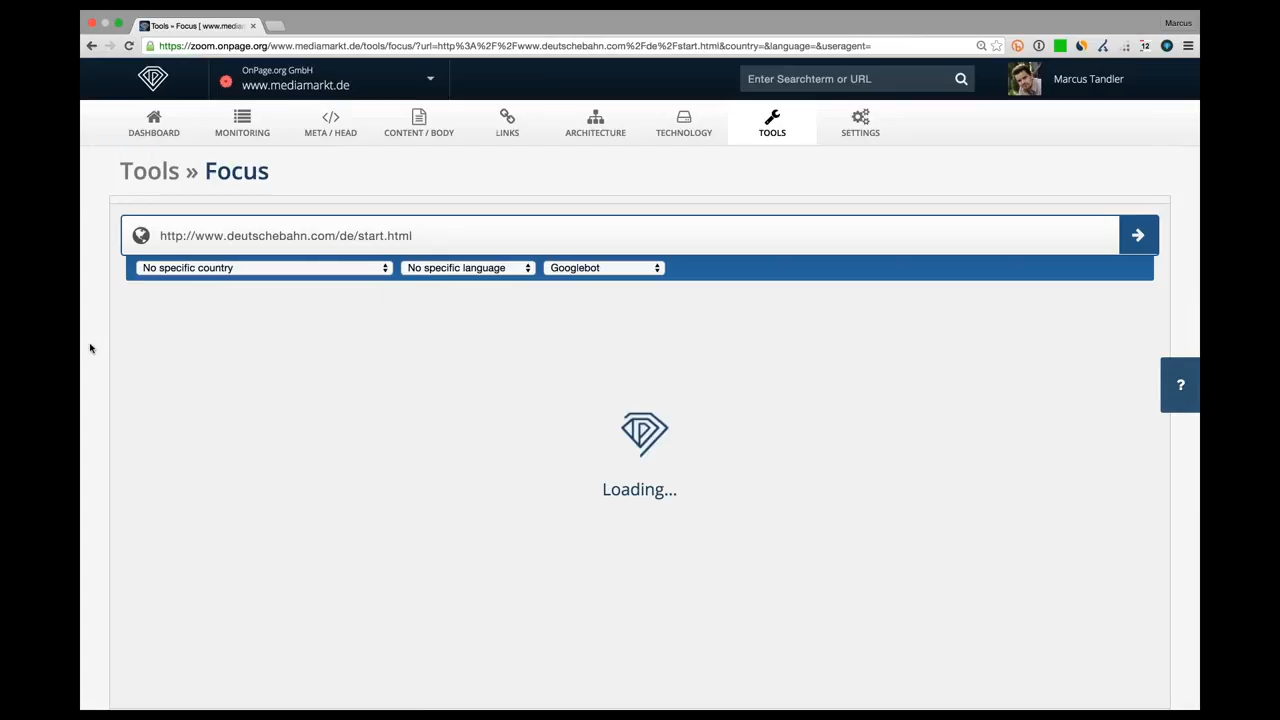 Tools » Focus [ www.media
Marcus
https://zoom.onpage.org/www.mediamarkt.de/tools/focus/?url=http%3A%2F%2Fwww.deutschebahn.com%2Fde%2Fstart.html&country=&language=&useragent=
12
OnPage.org GmbH
www.mediamarkt.de
Enter Searchterm or URL
Marcus Tandler
DASHBOARD
MONITORING
META / HEAD
CONTENT / BODY
LINKS
ARCHITECTURE
TECHNOLOGY
TOOLS
SETTINGS
Tools » Focus
http://www.deutschebahn.com/de/start.html
No specific country
No specific language
Googlebot
?
Loading...